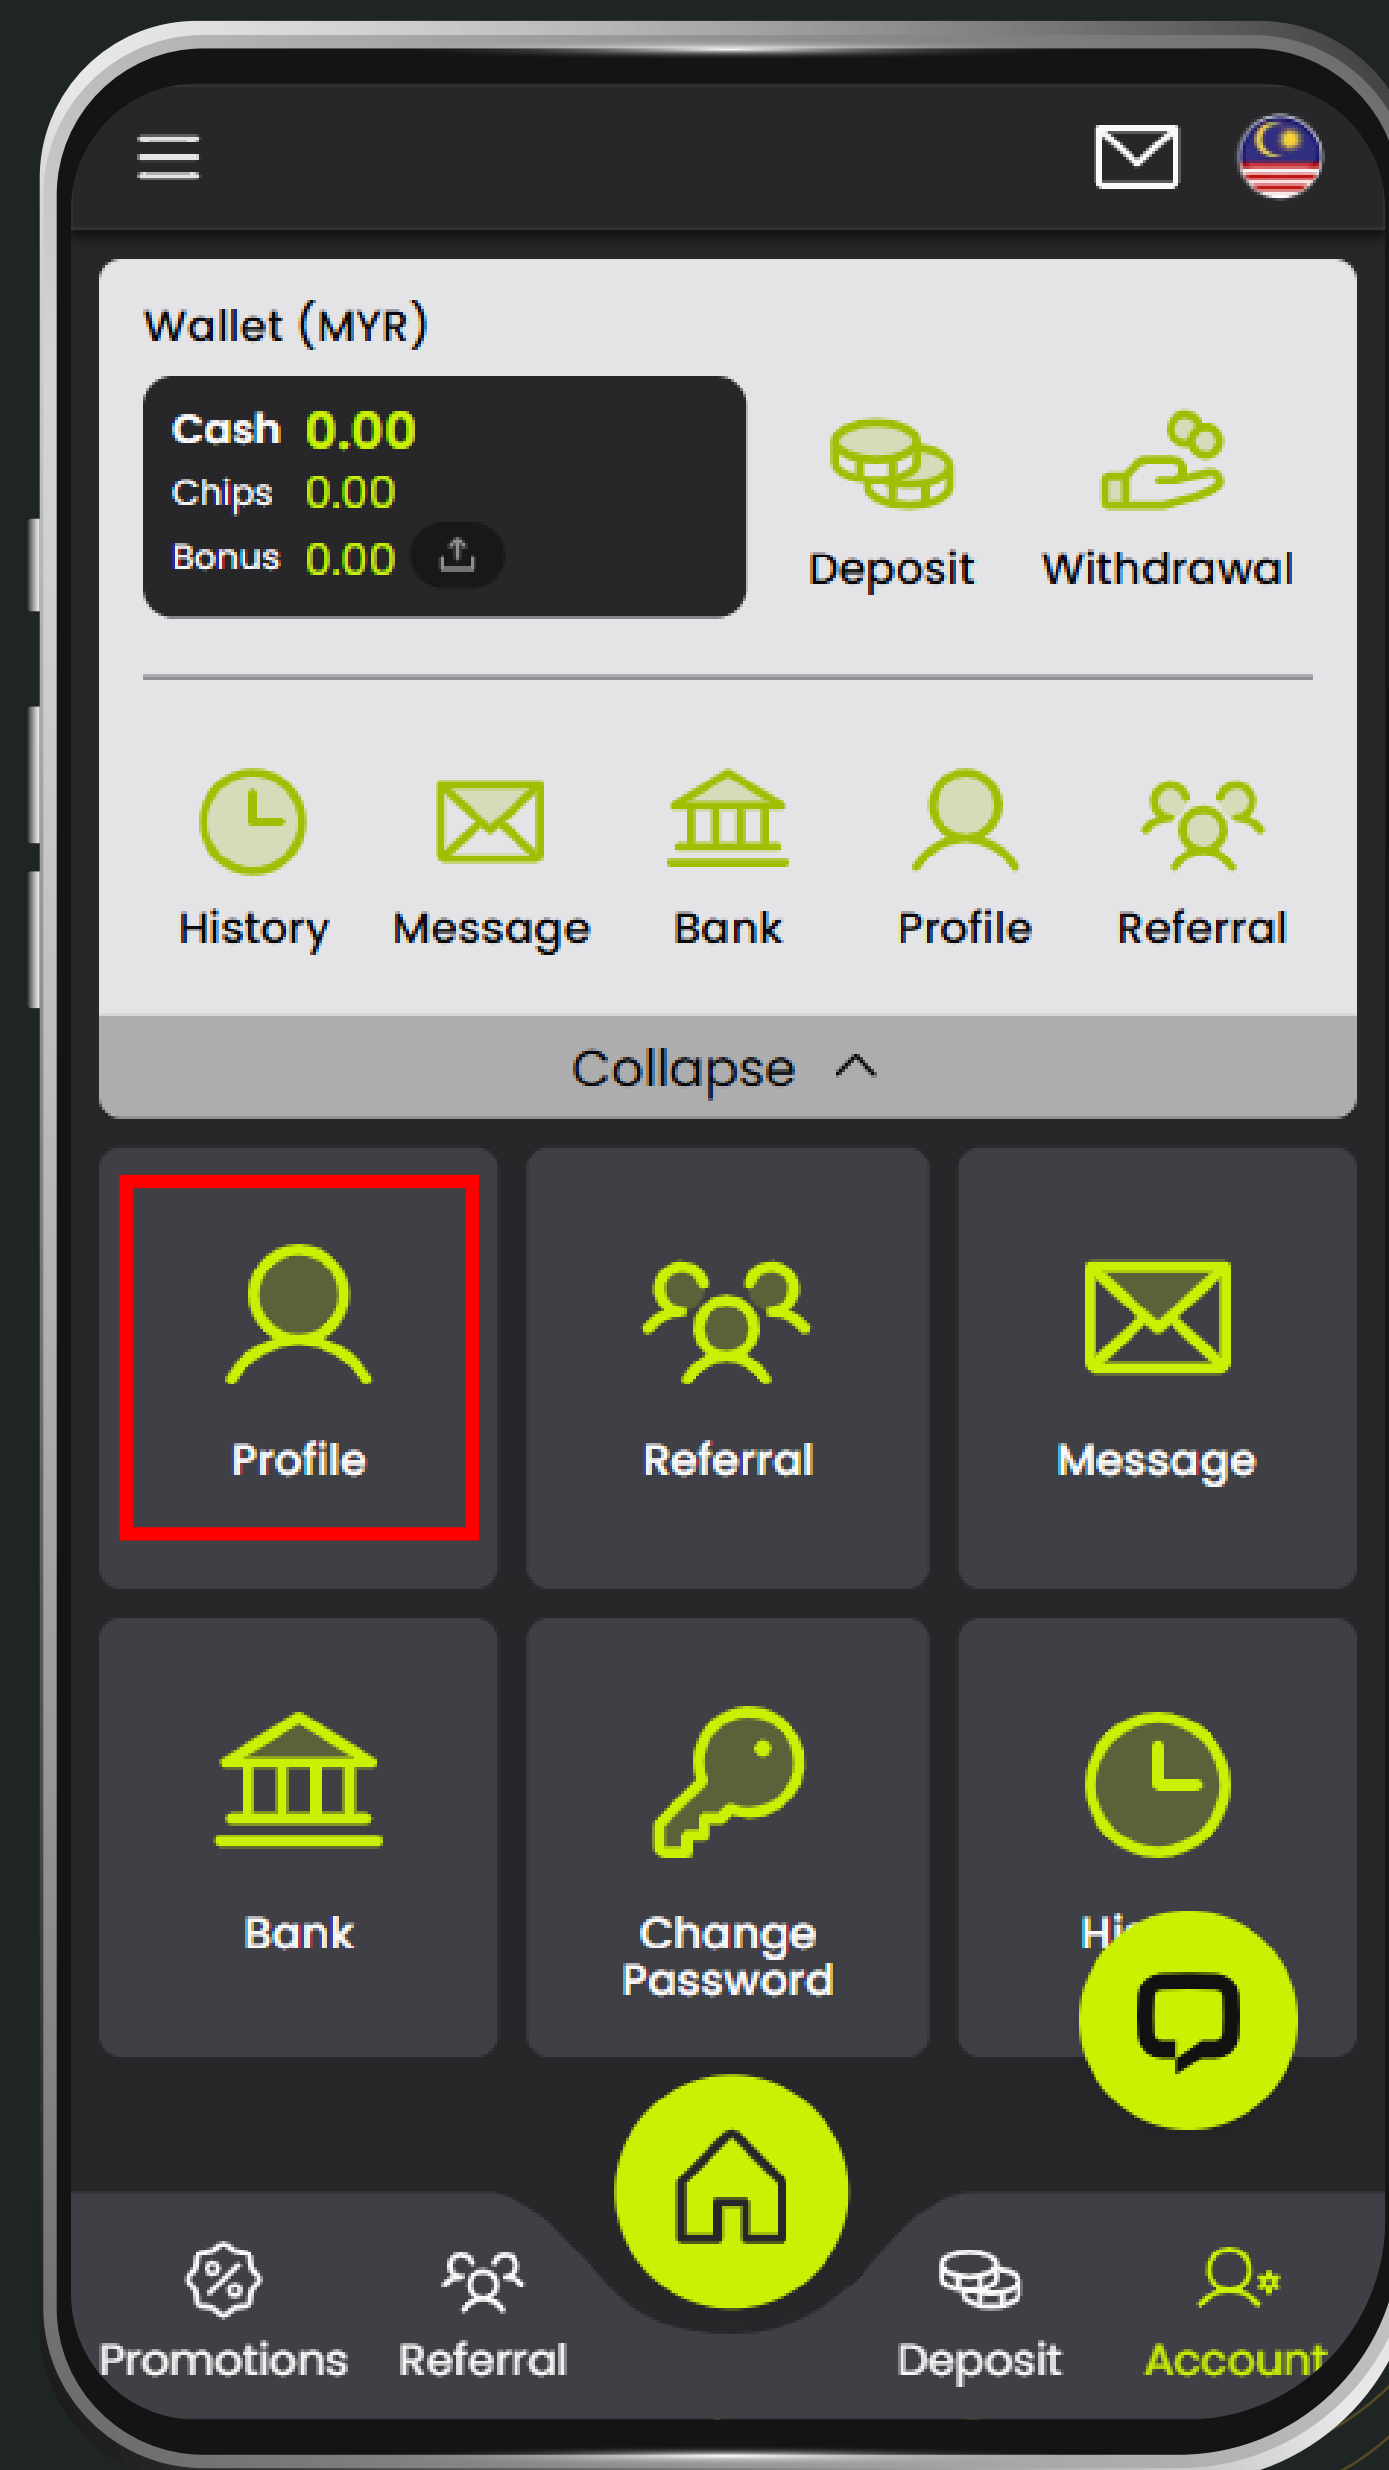 Wallet (MYR)
Cash 0.00
Chips 0.00
Bonus 0.00
Deposit Withdrawal
History Message Bank Profile Referral
Collapse
Profile Referral Message
Bank Change
Password
Promotions Referral Deposit Account